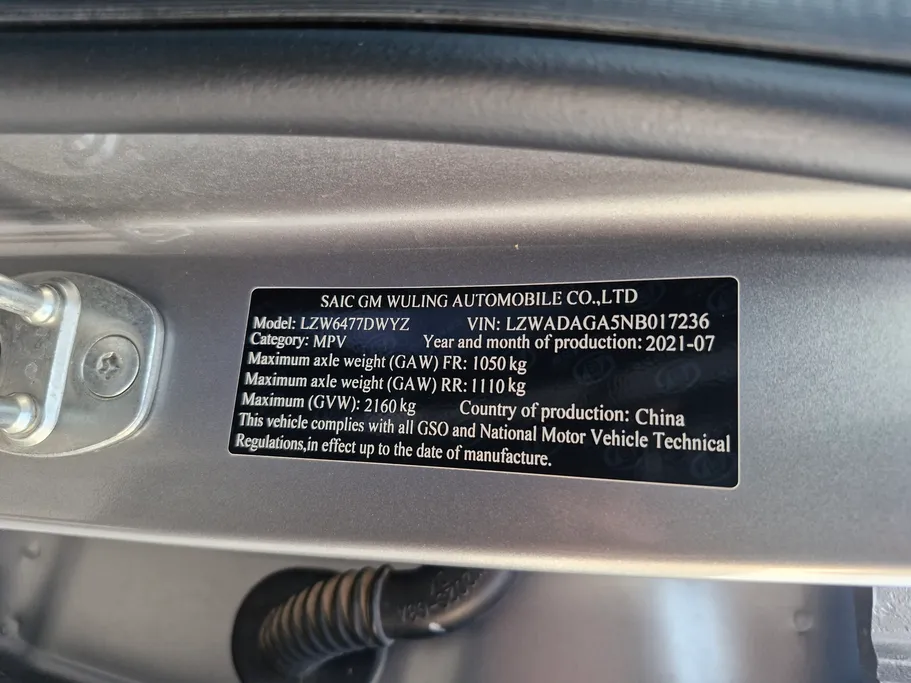 SAIC GM WULING AUTOMOBILE CO.,LTD
Model: LZW6477DWYZ VIN: LZWADAGA5NB017236
Category: MPV Year and month of production: 2021-07
Maximum axle weight (GAW) FR: 1050 kg
Maximum axle weight (GAW) RR: 1110 kg
Maximum (GVW): 2160 kg Country of production: China
This vehicle complies with all GSO and National Motor Vehicle Technical
Regulations,in effect up to the date of manufacture.